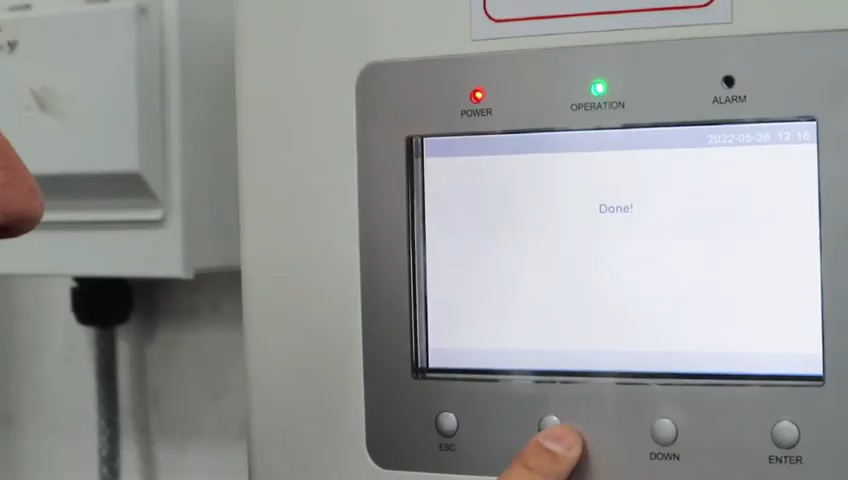 POWER
OPERATION
ALARM
2022-05-26 12:16
Done!
ESC
DOWN
ENTER